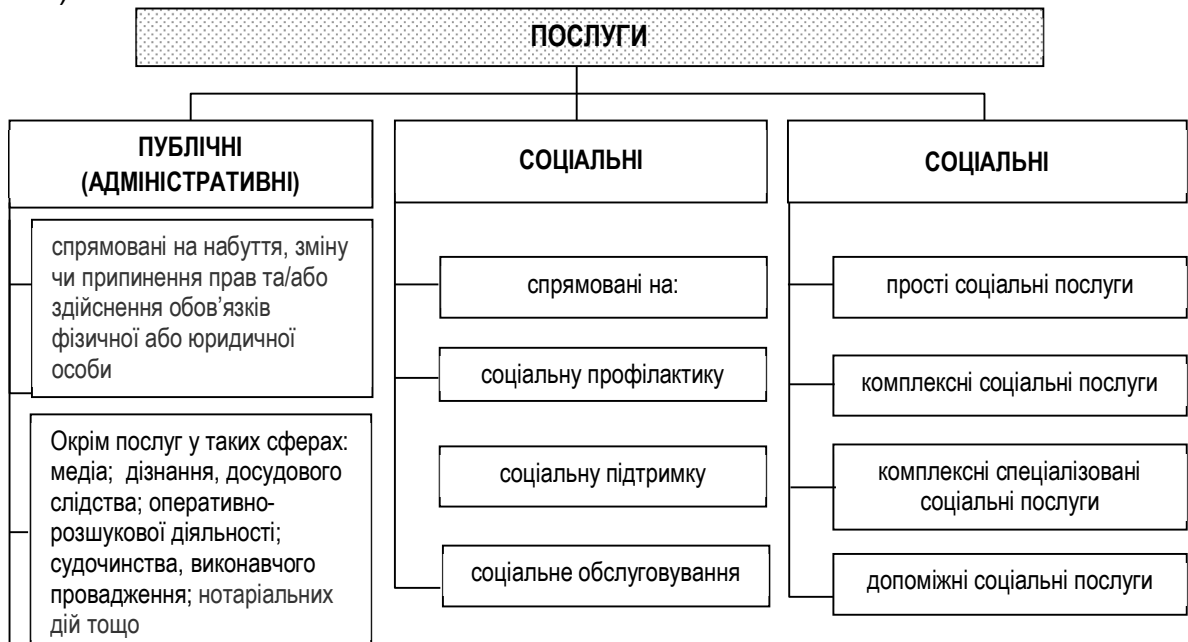 )
ПОСЛУГИ
ПУБЛІЧНІ
(АДМІНІСТРАТИВНІ)
спрямовані на набуття, зміну
чи припинення прав та/або
здійснення обов’язків
фізичної або юридичної
особи
Окрім послуг у таких сферах:
медіа; дізнання, досудового
слідства; оперативно-
розшукової діяльності;
судочинства, виконавчого
провадження; нотаріальних
дій тощо
СОЦІАЛЬНІ
спрямовані на:
соціальну профілактику
соціальну підтримку
соціальне обслуговування
СОЦІАЛЬНІ
прості соціальні послуги
комплексні соціальні послуги
комплексні спеціалізовані
соціальні послуги
допоміжні соціальні послуги